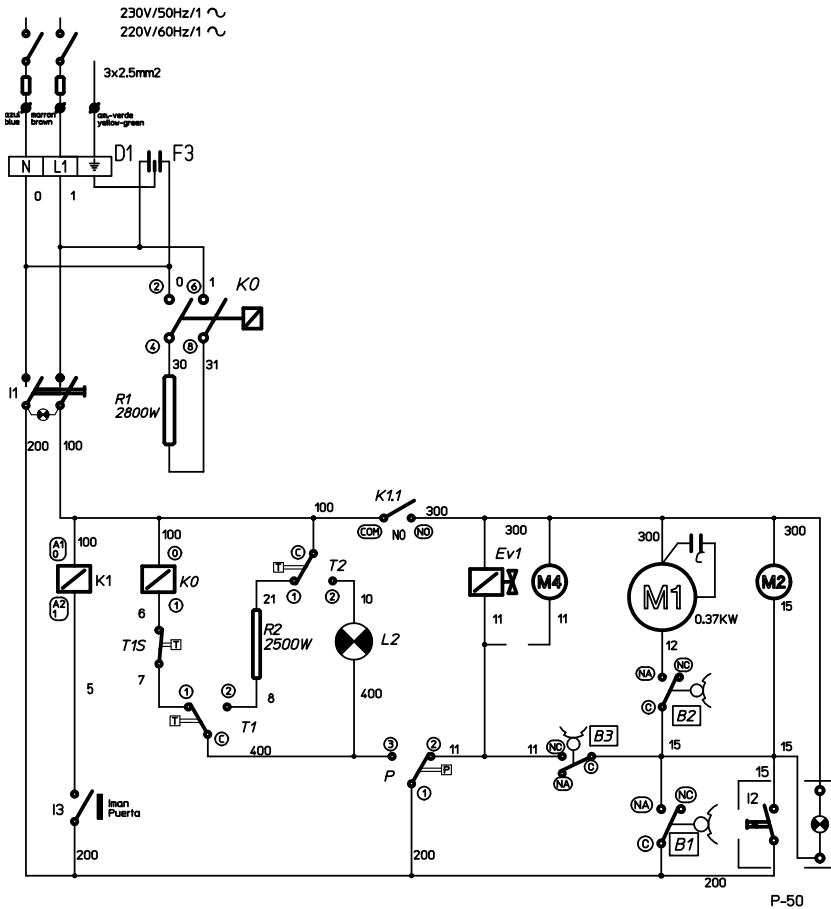 230V/50Hz/1
220V/60Hz/1
3x2.5mm2
azul
blue
marron
brown
am.-verde
yellow-green
N
L1
D1
F3
0
1
2
0
6
1
K0
4
8
30
31
I1
R1
2800W
200
100
K1.1
100
300
COM
NO
NO
A1
0
100
K1
A2
1
100
0
K0
1
6
T1S
T
7
C
T
T2
1
2
21
10
R2
2500W
L2
8
400
1
2
T
T1
C
400
300
Ev1
M4
11
11
300
C
M1
0.37KW
12
NA
NC
C
B2
15
300
M2
15
5
3
2
P
P
1
11
11
NC
B3
C
NA
15
15
I3
Iman
Puerta
NA
NC
C
B1
I2
200
200
200
P-50